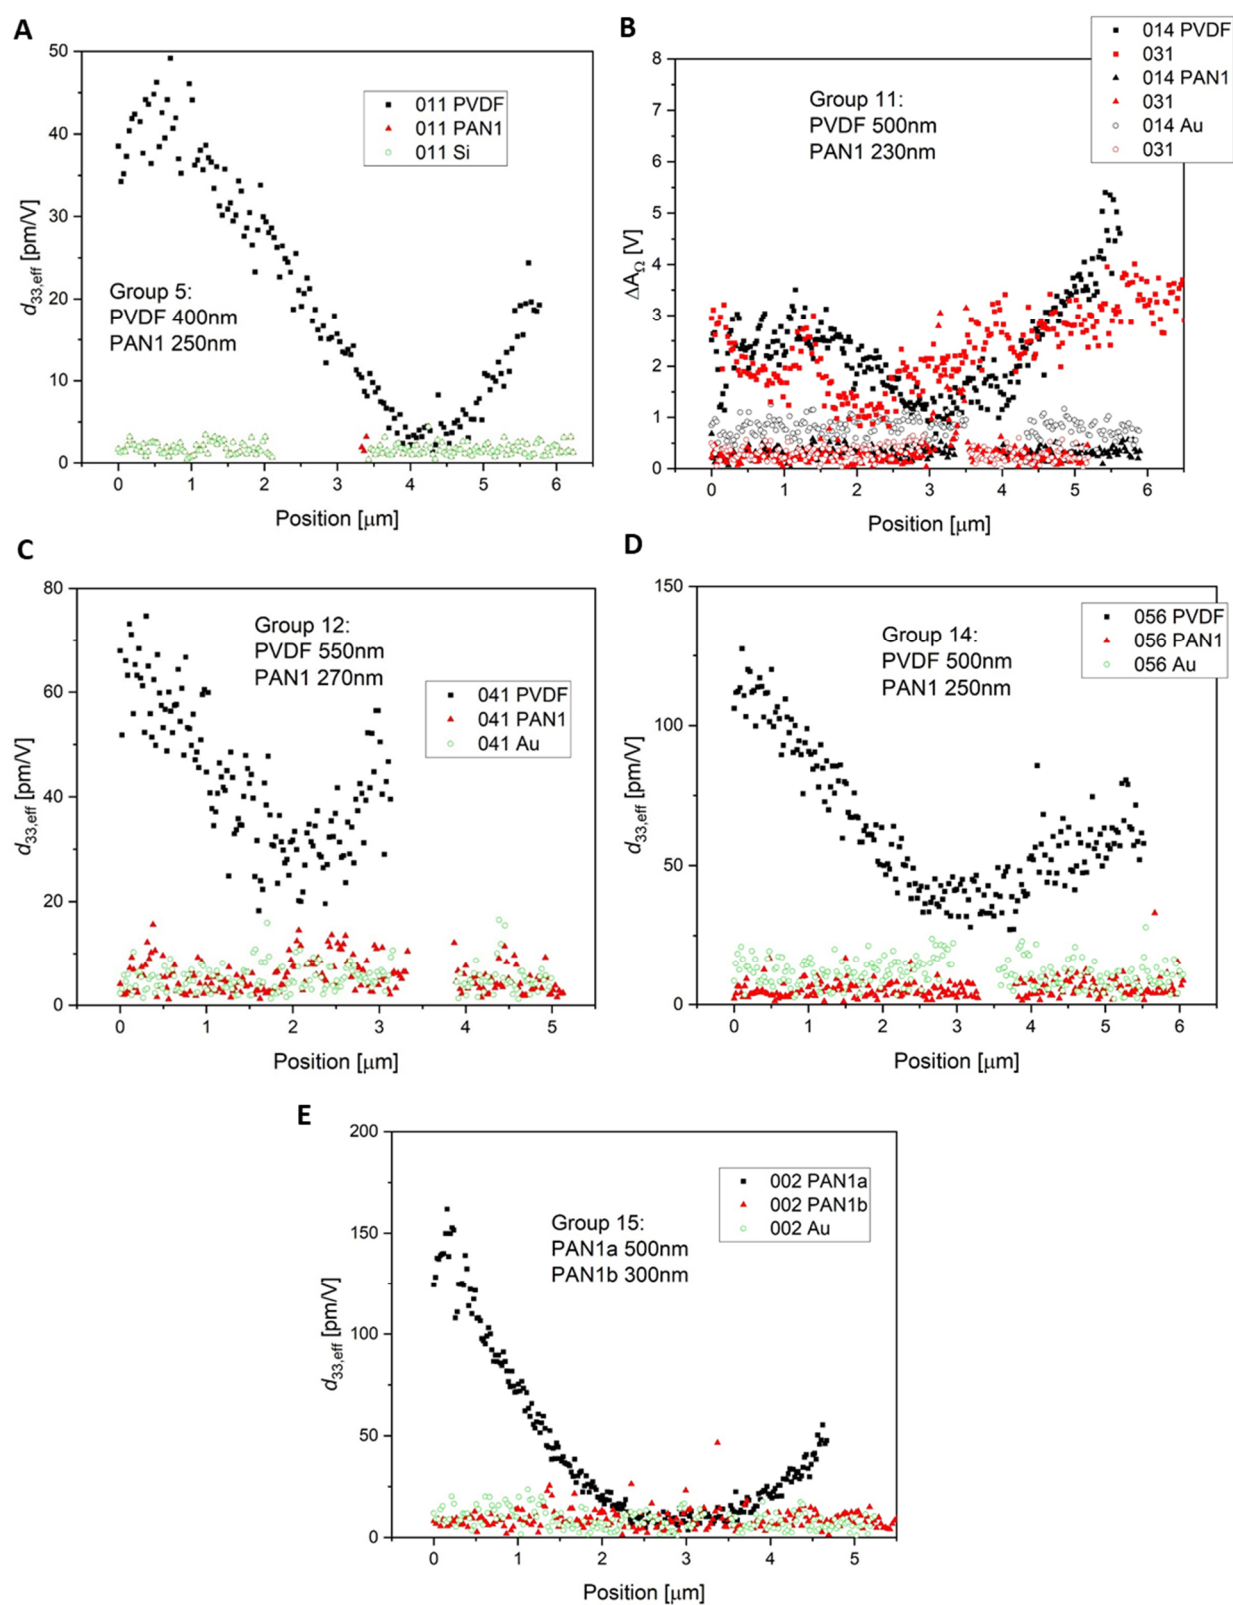 A
50
40
30
20
10
0
d33,eff [pm/V]
011 PVDF
011 PAN1
011 Si
Group 5:
PVDF 400nm
PAN1 250nm
0 1 2 3 4 5 6
Position [μm]
B
8
7
6
5
4
3
2
1
0
ΔAΩ [V]
014 PVDF
031
014 PAN1
031
014 Au
031
Group 11:
PVDF 500nm
PAN1 230nm
0 1 2 3 4 5 6
Position [μm]
C
80
60
40
20
0
d33,eff [pm/V]
Group 12:
PVDF 550nm
PAN1 270nm
041 PVDF
041 PAN1
041 Au
0 1 2 3 4 5
Position [μm]
D
150
100
50
0
d33,eff [pm/V]
Group 14:
PVDF 500nm
PAN1 250nm
056 PVDF
056 PAN1
056 Au
0 1 2 3 4 5 6
Position [μm]
E
200
150
100
50
0
d33,eff [pm/V]
Group 15:
PAN1a 500nm
PAN1b 300nm
002 PAN1a
002 PAN1b
002 Au
0 1 2 3 4 5
Position [μm]